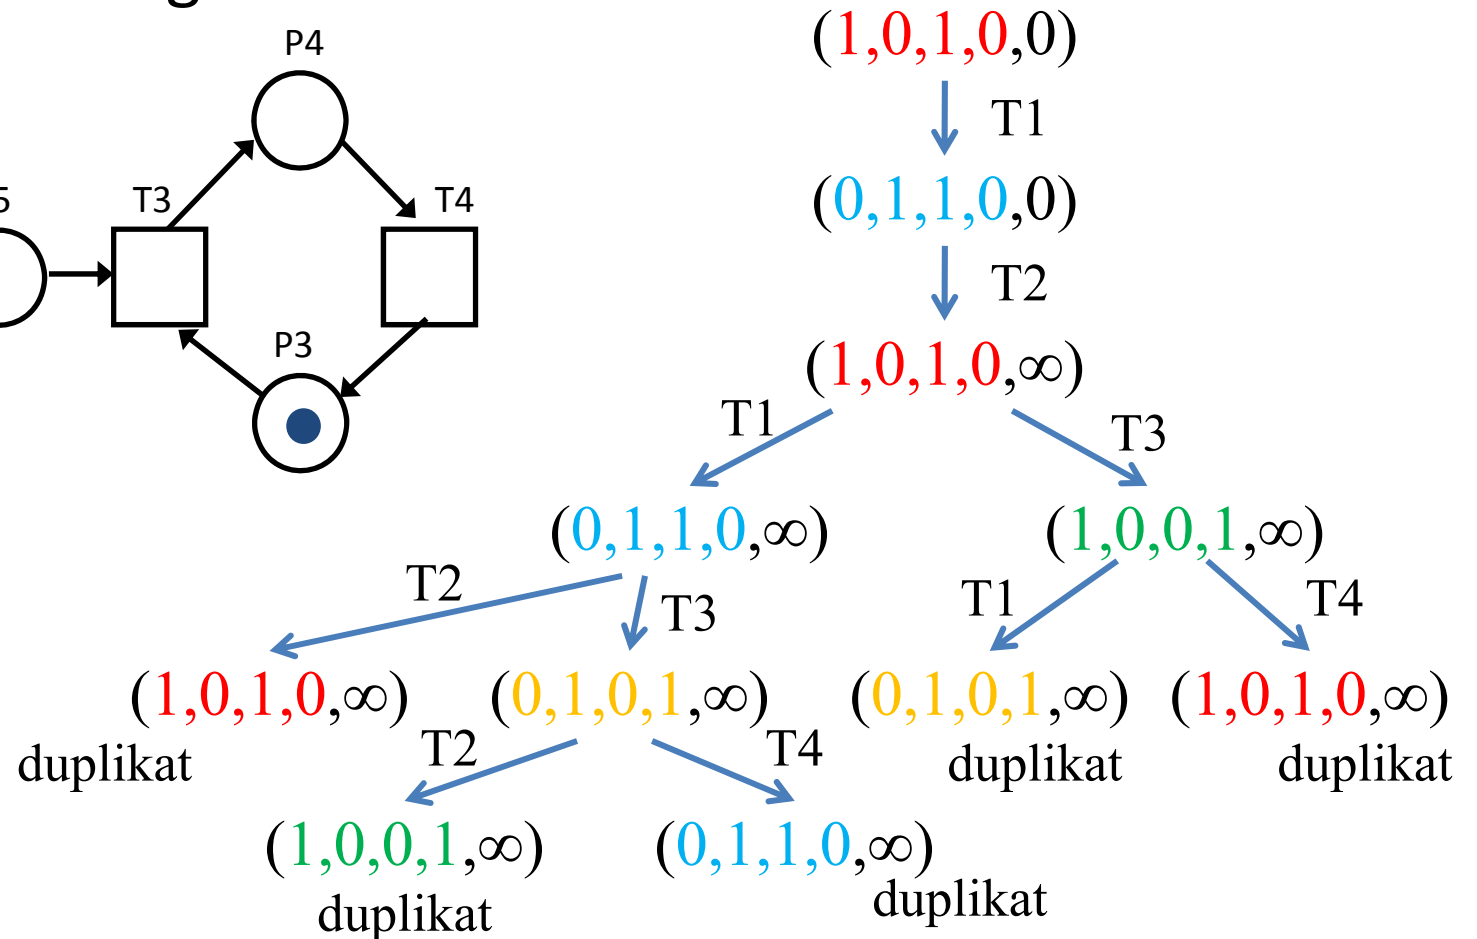 P4
5
T3
T4
P3
(1,0,1,0,0)
T1
(0,1,1,0,0)
T2
(1,0,1,0,∞)
T1
T3
(0,1,1,0,∞)
(1,0,0,1,∞)
T2
T3
T1
T4
(1,0,1,0,∞)
(0,1,0,1,∞)
(0,1,0,1,∞)
(1,0,1,0,∞)
duplikat
T2
T4
duplikat
duplikat
(1,0,0,1,∞)
(0,1,1,0,∞)
duplikat
duplikat